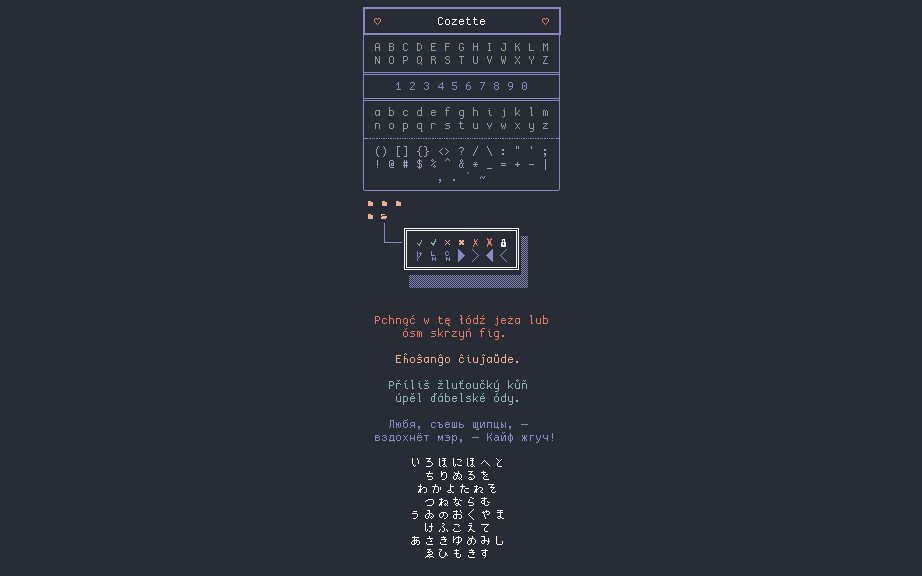 ♡ Cozette ♡
A B C D E F G H I J K L M
N O P Q R S T U V W X Y Z
1 2 3 4 5 6 7 8 9 0
a b c d e f g h i j k l m
n o p q r s t u v w x y z
() [] {} <> ? / \ : " ' ;
! @ # $ % ^ & * _ = + - |
, . ` ~
Pchnąć w tę łódź jeża lub
ósm skrzyń fig.
Eĥoŝanĝo ĉiuĵaŭde.
Příliš žluťoučký kůň
úpěl ďábelské ódy.
Любя, съешь щипцы, —
вздохнёт мэр, — Кайф жгуч!
いろほにほへと
ちりぬるを
わかよたれそ
つねならむ
うゐのおくやま
けふこえて
あさきゆめみし
ゑひもきす